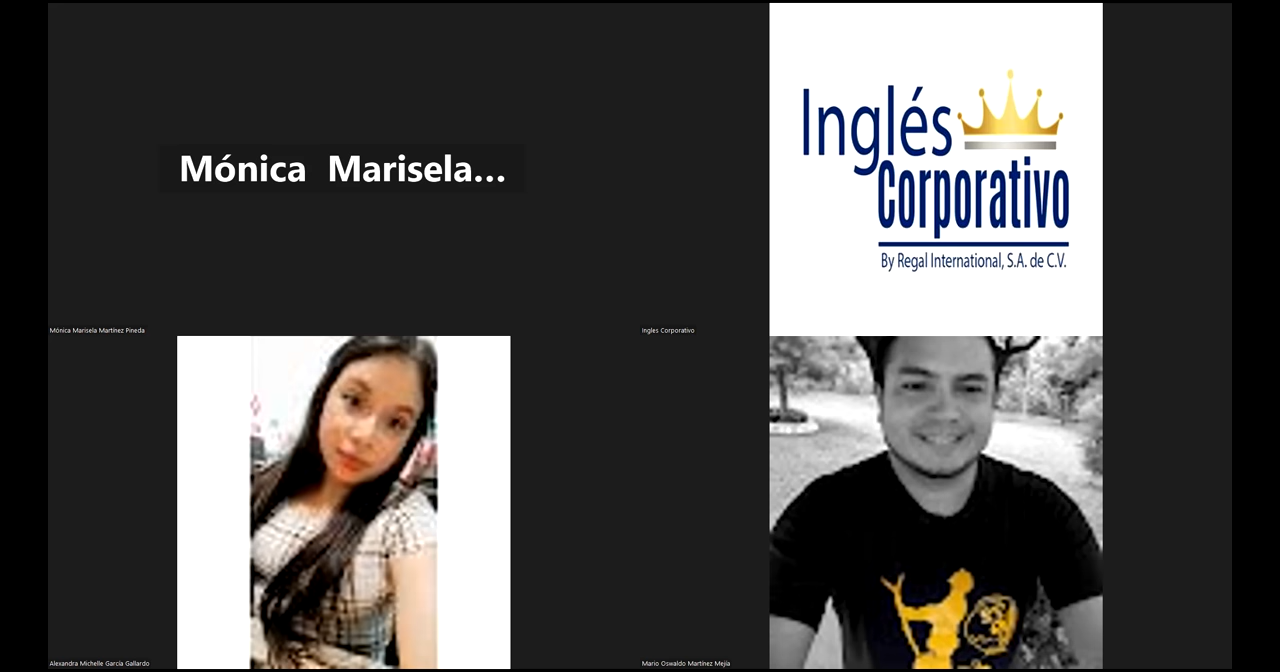 Mónica Marisela...
Inglés
Corporativo
By Regal International, S.A. de C.V.
Mónica Marisela Martínez Pineda
Ingles Corporativo
Alexandra Michelle García Gallardo
Mario Oswaldo Martínez Mejía